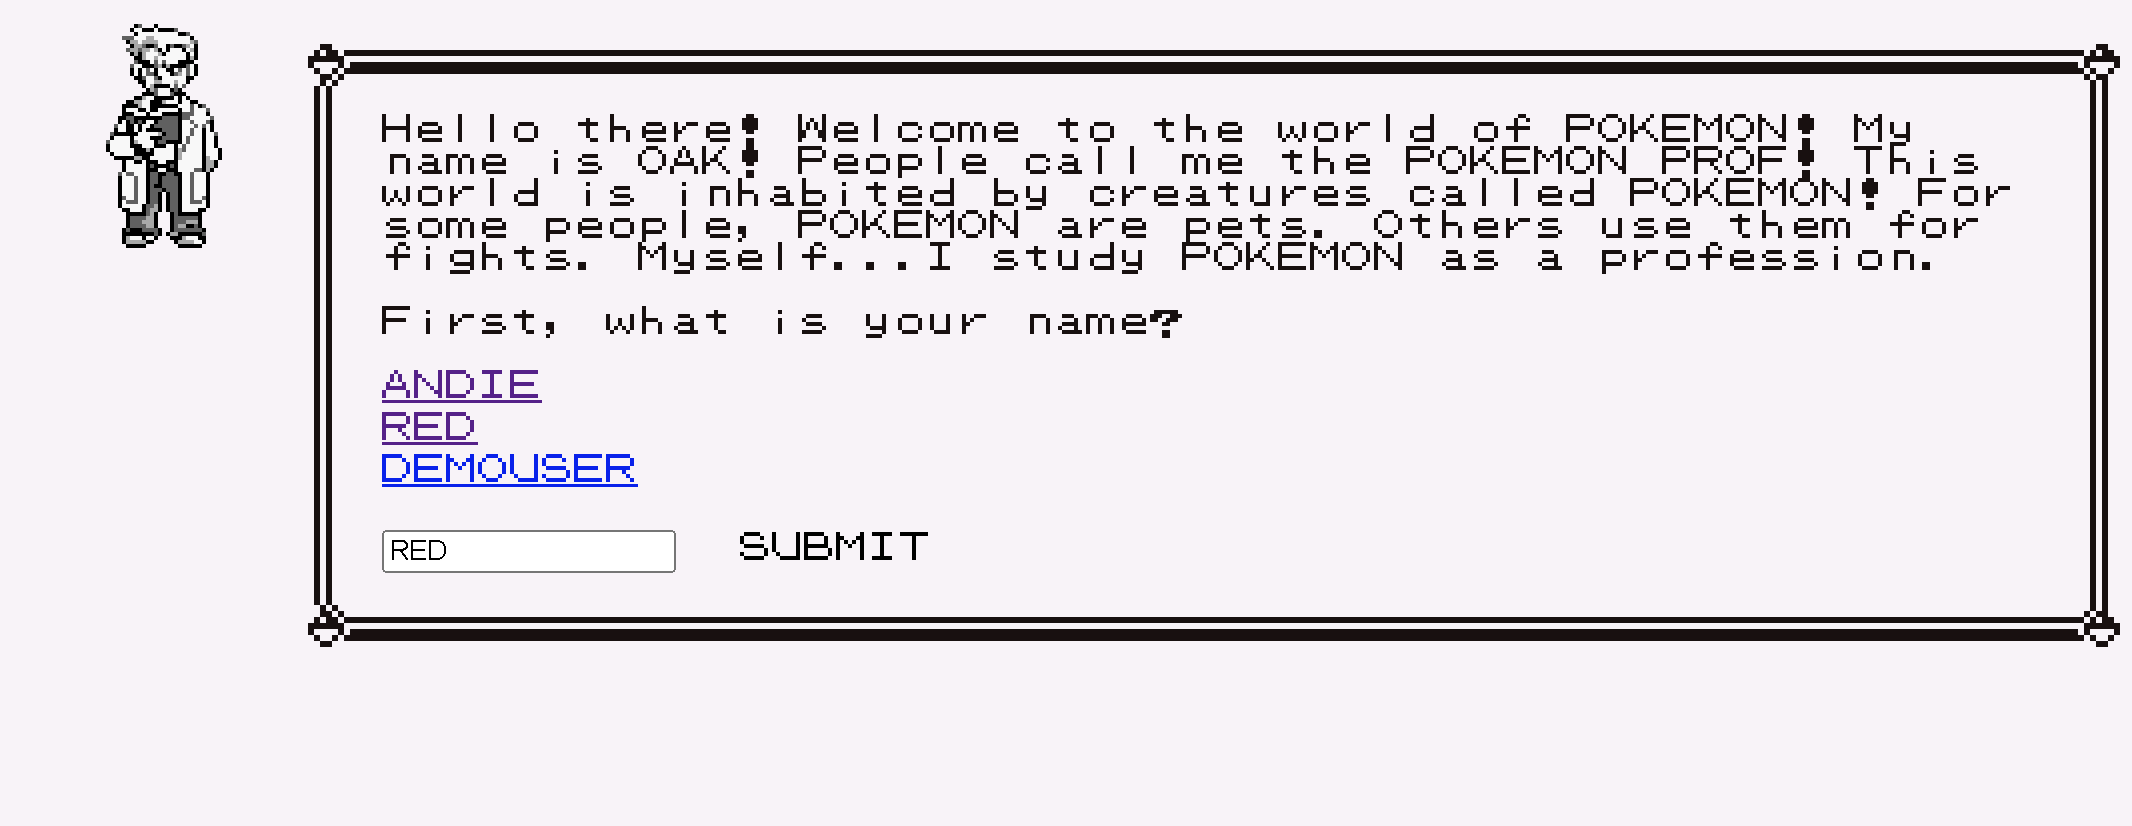 Hello there! Welcome to the world of POKEMON! My
name is OAK! People call me the POKEMON PROF! This
world is inhabited by creatures called POKEMON! For
some people, POKEMON are pets. Others use them for
fights. Myself...I study POKEMON as a profession.
First, what is your name?
ANDIE
RED
DEMOUSER
RED SUBMIT